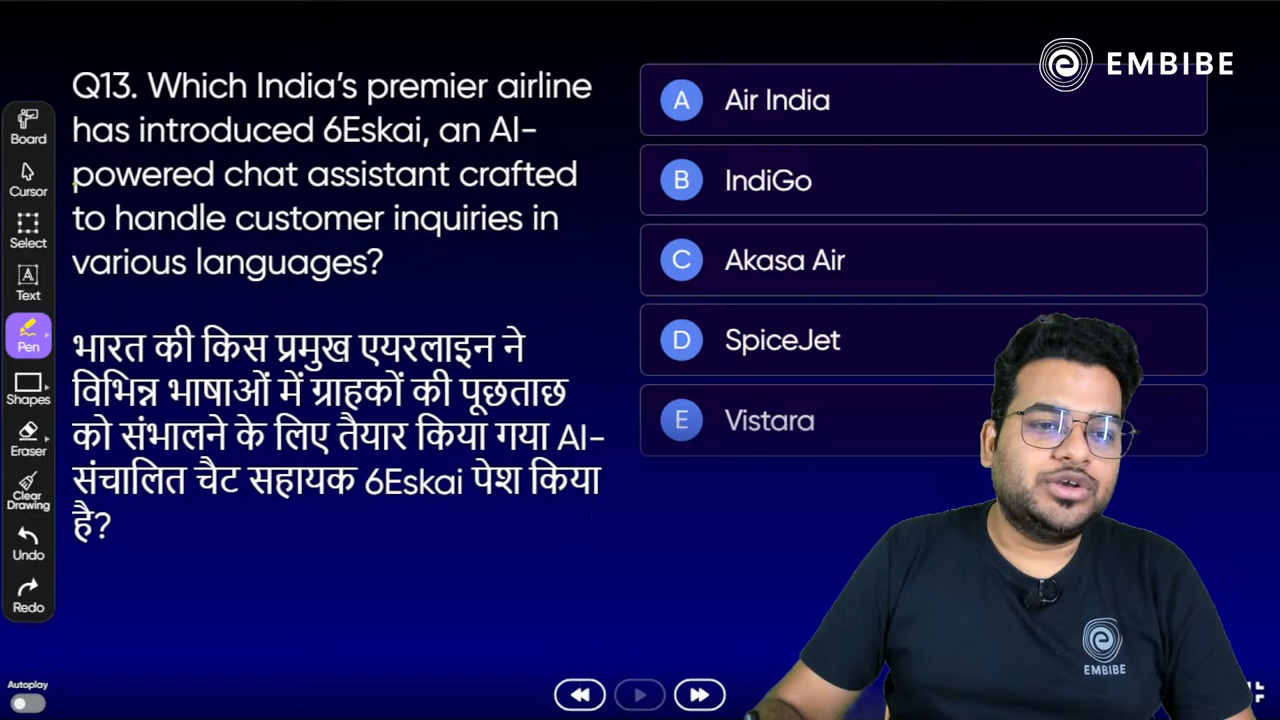 EMBIBE
Q13. Which India's premier airline
has introduced 6Eskai, an AI-
powered chat assistant crafted
to handle customer inquiries in
various languages?
भारत की किस प्रमुख एयरलाइन ने
विभिन्न भाषाओं में ग्राहकों की पूछताछ
को संभालने के लिए तैयार किया गया AI-
संचालित चैट सहायक 6Eskai पेश किया
है?
A Air India
B IndiGo
C Akasa Air
D SpiceJet
E Vistara
Board
Cursor
Select
Text
Pen
Shapes
Eraser
Clear
Drawing
Undo
Redo
Autoplay
EMBIBE